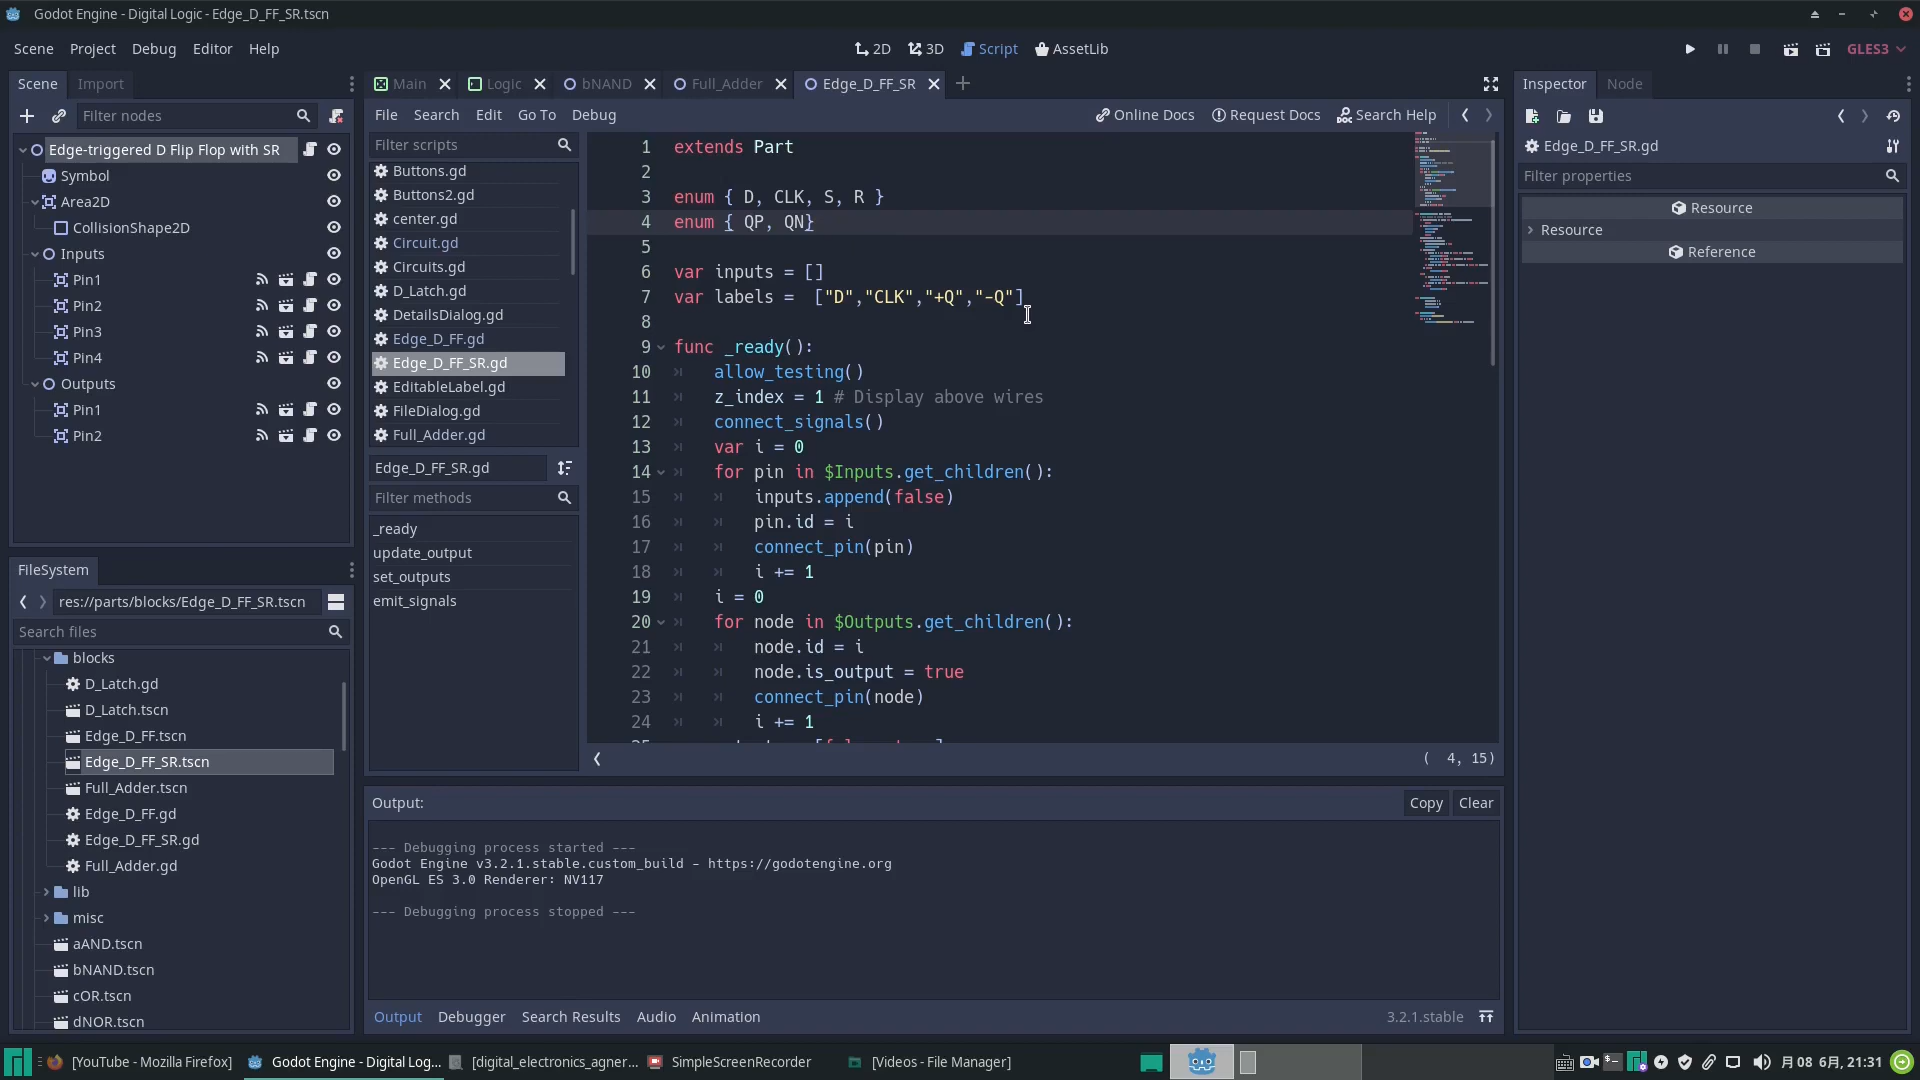 Godot Engine - Digital Logic - Edge_D_FF_SR.tscn
Scene Project Debug Editor Help
2D 3D Script AssetLib
GLES3
Scene Import
Filter nodes
Edge-triggered D Flip Flop with SR
Symbol
Area2D
CollisionShape2D
Inputs
Pin1
Pin2
Pin3
Pin4
Outputs
Pin1
Pin2
FileSystem
res://parts/blocks/Edge_D_FF_SR.tscn
Search files
blocks
D_Latch.gd
D_Latch.tscn
Edge_D_FF.tscn
Edge_D_FF_SR.tscn
Full_Adder.tscn
Edge_D_FF.gd
Edge_D_FF_SR.gd
Full_Adder.gd
lib
misc
aAND.tscn
bNAND.tscn
cOR.tscn
dNOR.tscn
Main Logic bNAND Full_Adder Edge_D_FF_SR
File Search Edit Go To Debug
Online Docs Request Docs Search Help
Filter scripts
Buttons.gd
Buttons2.gd
center.gd
Circuit.gd
Circuits.gd
D_Latch.gd
DetailsDialog.gd
Edge_D_FF.gd
Edge_D_FF_SR.gd
EditableLabel.gd
FileDialog.gd
Full_Adder.gd
Edge_D_FF_SR.gd
Filter methods
_ready
update_output
set_outputs
emit_signals
1 extends Part
2
3 enum { D, CLK, S, R }
4 enum { QP, QN}
5
6 var inputs = []
7 var labels =  ["D","CLK","+Q","-Q"]
8
9 func _ready():
10 allow_testing()
11 z_index = 1 # Display above wires
12 connect_signals()
13 var i = 0
14 for pin in $Inputs.get_children():
15 inputs.append(false)
16 pin.id = i
17 connect_pin(pin)
18 i += 1
19 i = 0
20 for node in $Outputs.get_children():
21 node.id = i
22 node.is_output = true
23 connect_pin(node)
24 i += 1
( 4, 15)
Output:
Copy Clear
--- Debugging process started ---
Godot Engine v3.2.1.stable.custom_build - https://godotengine.org
OpenGL ES 3.0 Renderer: NV117
--- Debugging process stopped ---
Output Debugger Search Results Audio Animation
3.2.1.stable
Inspector Node
Edge_D_FF_SR.gd
Filter properties
Resource
Resource
Reference
[YouTube - Mozilla Firefox] Godot Engine - Digital Log... [digital_electronics_agner... SimpleScreenRecorder [Videos - File Manager]
月08 6月, 21:31